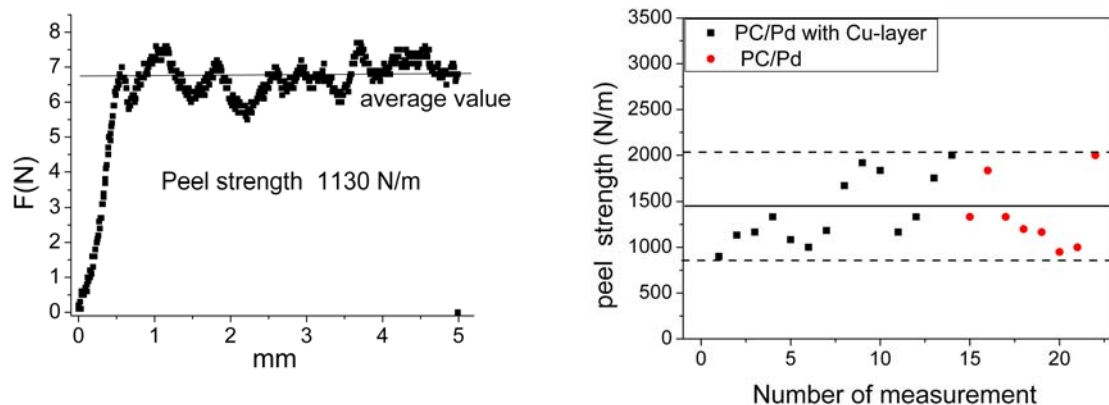 F(N)
8
7
6
5
4
3
2
1
0
average value
Peel strength 1130 N/m
0 1 2 3 4 5
mm
peel strength (N/m)
3500
3000
2500
2000
1500
1000
500
0
PC/Pd with Cu-layer
PC/Pd
0 5 10 15 20
Number of measurement